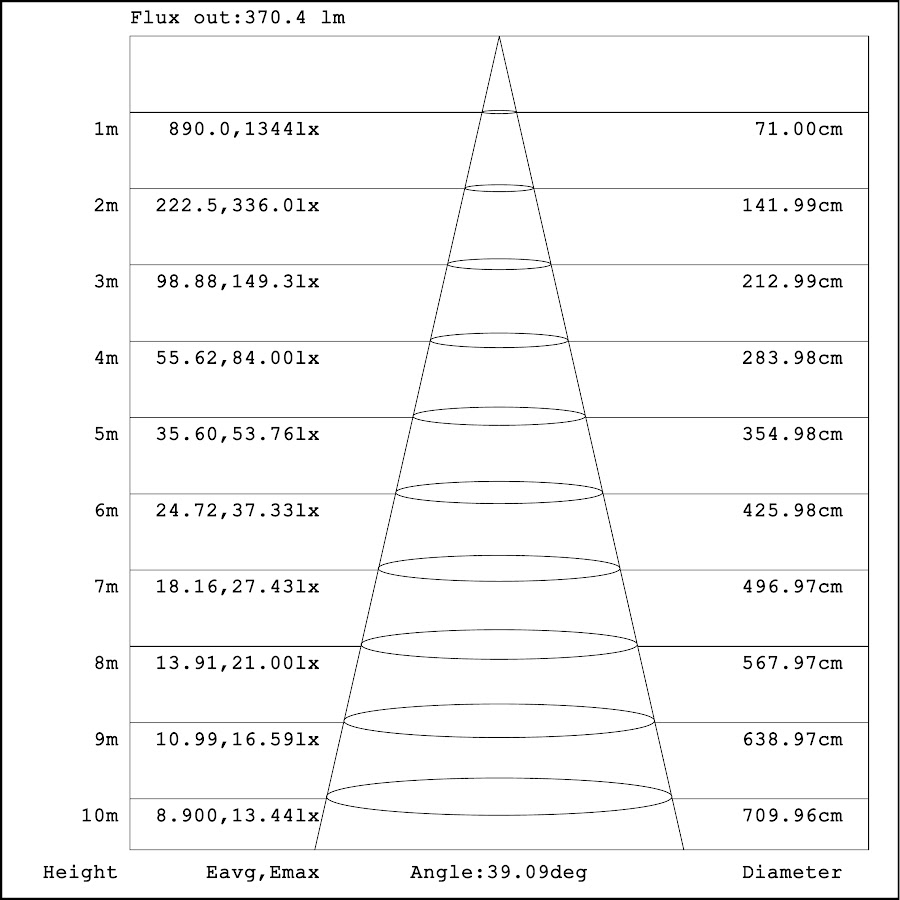 Flux out:370.4 lm
1m 890.0,1344lx 71.00cm
2m 222.5,336.0lx 141.99cm
3m 98.88,149.3lx 212.99cm
4m 55.62,84.00lx 283.98cm
5m 35.60,53.76lx 354.98cm
6m 24.72,37.33lx 425.98cm
7m 18.16,27.43lx 496.97cm
8m 13.91,21.00lx 567.97cm
9m 10.99,16.59lx 638.97cm
10m 8.900,13.44lx 709.96cm
Height Eavg,Emax Angle:39.09deg Diameter